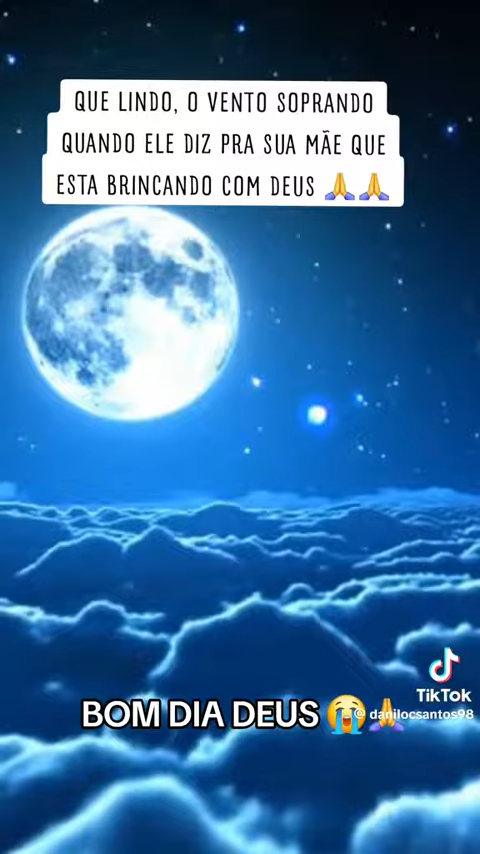 QUE LINDO, O VENTO SOPRANDO
QUANDO ELE DIZ PRA SUA MÃE QUE
ESTA BRINCANDO COM DEUS 🙏🙏
BOM DIA DEUS 😭🙏
TikTok
@danilocsantos98